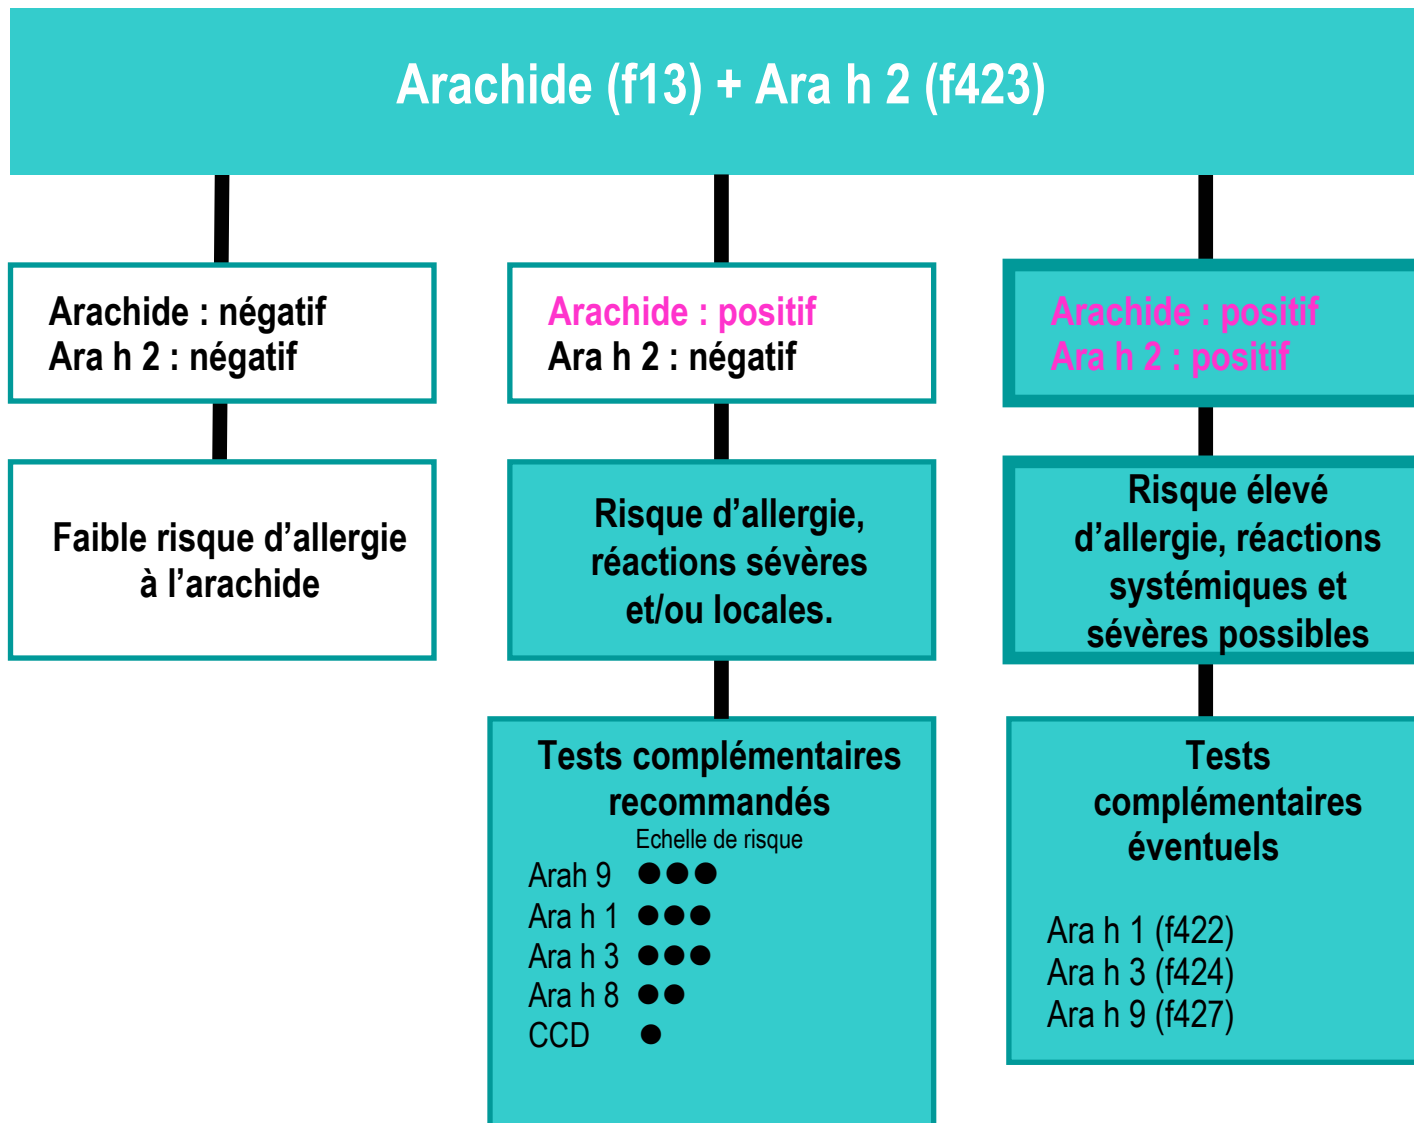 Arachide (f13) + Ara h 2 (f423)
Arachide : négatif
Ara h 2 : négatif
Faible risque d’allergie
à l’arachide
Arachide : positif
Ara h 2 : négatif
Risque d’allergie,
réactions sévères
et/ou locales.
Tests complémentaires
recommandés
Echelle de risque
Arah 9 ●●●
Ara h 1 ●●●
Ara h 3 ●●●
Ara h 8 ●●
CCD ●
Arachide : positif
Ara h 2 : positif
Risque élevé
d’allergie, réactions
systémiques et
sévères possibles
Tests
complémentaires
éventuels
Ara h 1 (f422)
Ara h 3 (f424)
Ara h 9 (f427)